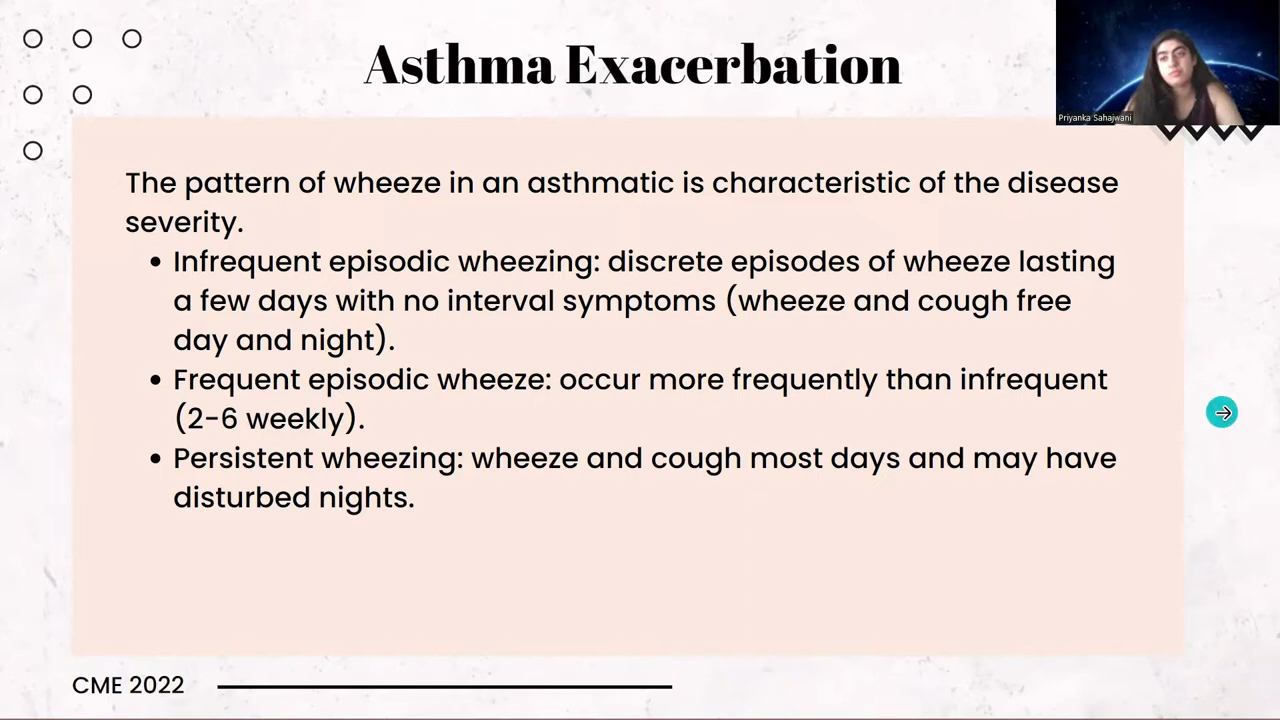 Asthma Exacerbation
Priyanka Sahajwani
The pattern of wheeze in an asthmatic is characteristic of the disease
severity.
• Infrequent episodic wheezing: discrete episodes of wheeze lasting
a few days with no interval symptoms (wheeze and cough free
day and night).
• Frequent episodic wheeze: occur more frequently than infrequent
(2-6 weekly).
• Persistent wheezing: wheeze and cough most days and may have
disturbed nights.
CME 2022